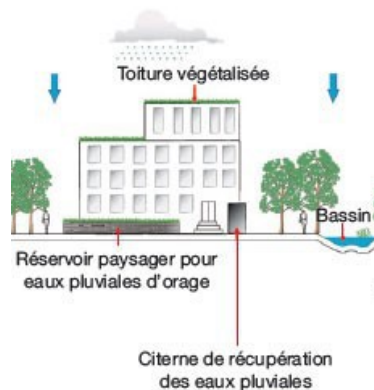 Toiture végétalisée
Bassin
Réservoir paysager pour
eaux pluviales d'orage
Citerne de récupération
des eaux pluviales